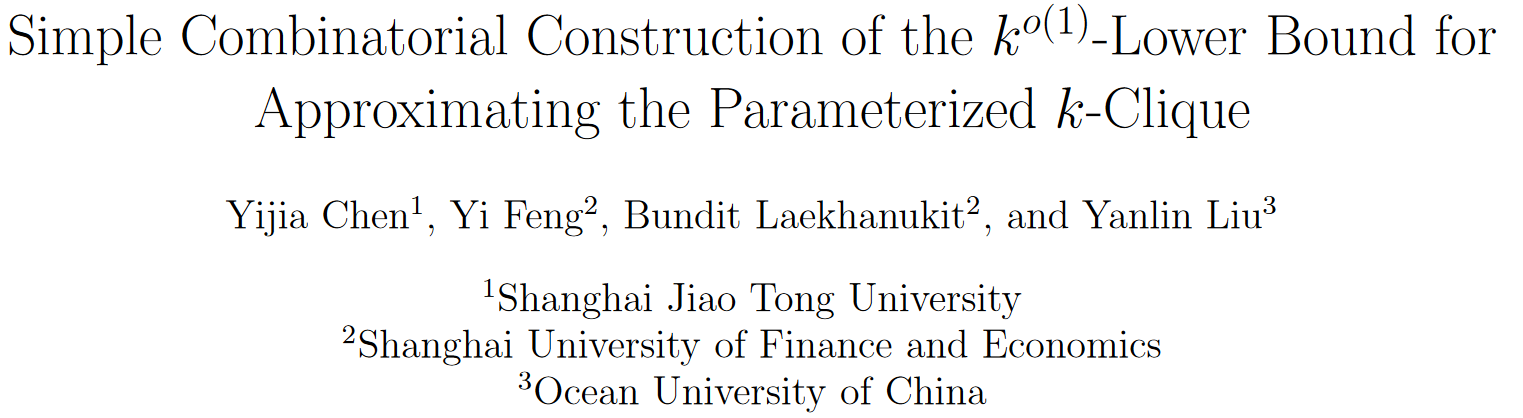 Simple Combinatorial Construction of the k^{o(1)}-Lower Bound for
Approximating the Parameterized k-Clique
Yijia Chen¹, Yi Feng², Bundit Laekhanukit², and Yanlin Liu³
¹Shanghai Jiao Tong University
²Shanghai University of Finance and Economics
³Ocean University of China